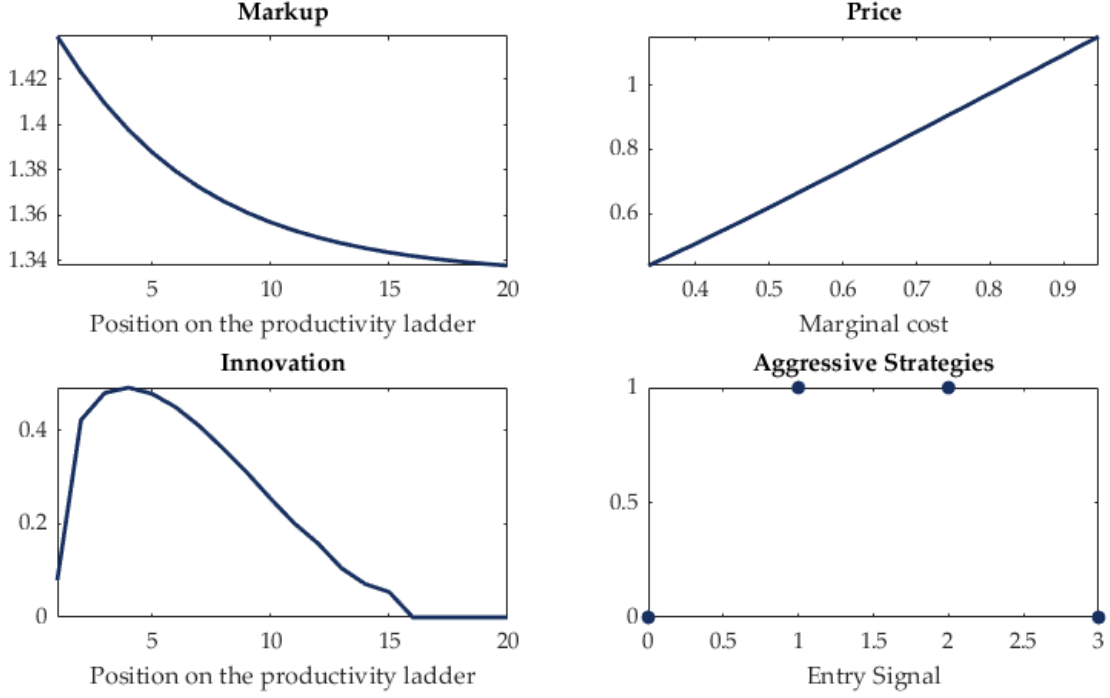 Markup
1.42
1.4
1.38
1.36
1.34
5 10 15 20
Position on the productivity ladder
Price
1
0.8
0.6
0.4 0.5 0.6 0.7 0.8 0.9
Marginal cost
Innovation
0.4
0.2
0
5 10 15 20
Position on the productivity ladder
Aggressive Strategies
1
0.5
0
0 0.5 1 1.5 2 2.5 3
Entry Signal